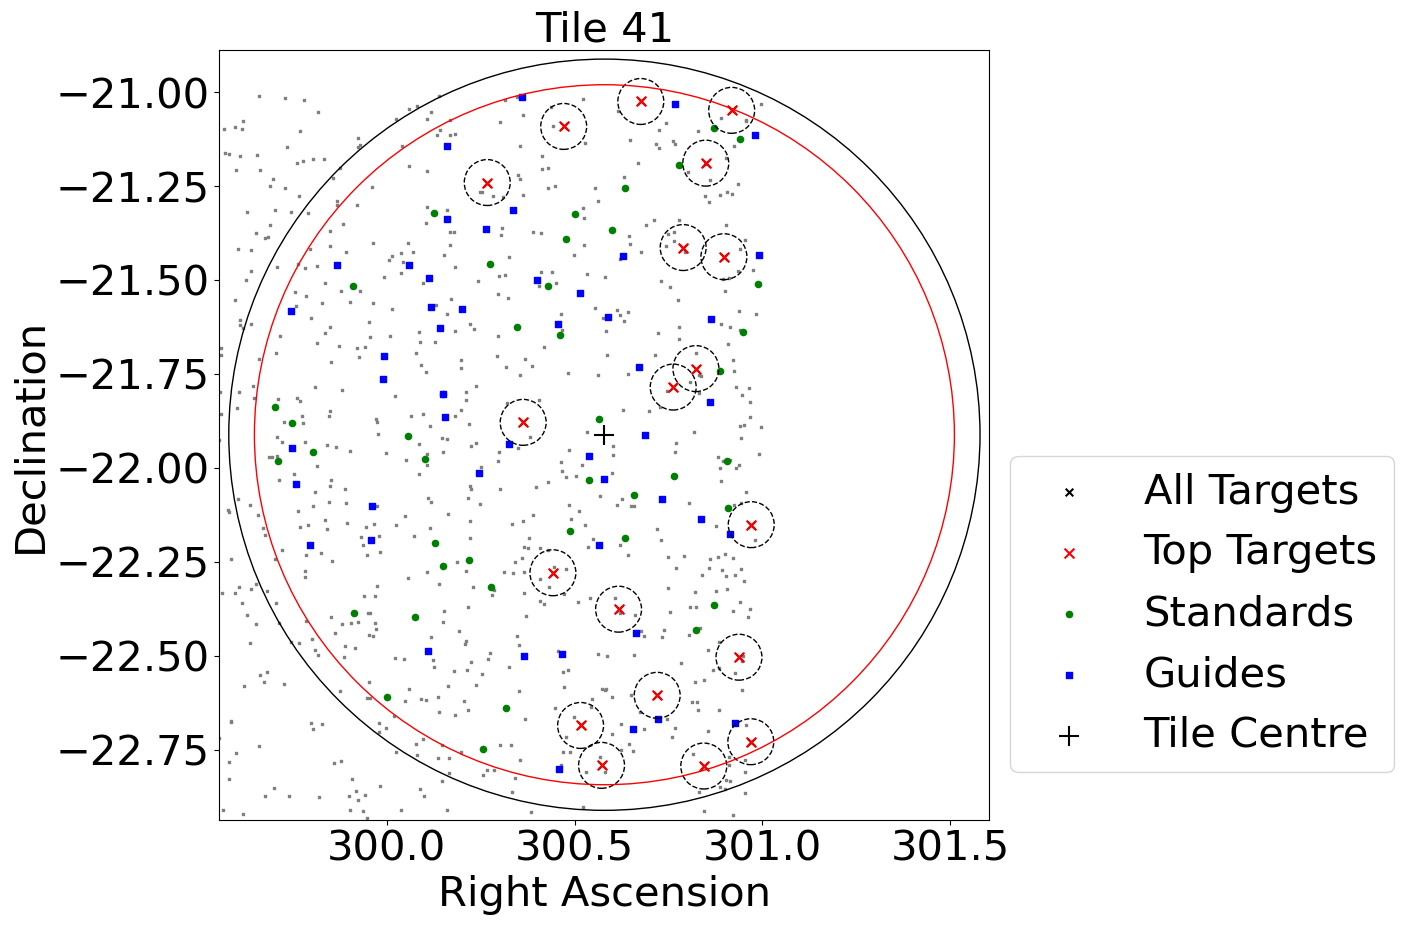 Tile 41
Declination
−21.00
−21.25
−21.50
−21.75
−22.00
−22.25
−22.50
−22.75
300.0
300.5
301.0
301.5
Right Ascension
All Targets
Top Targets
Standards
Guides
Tile Centre